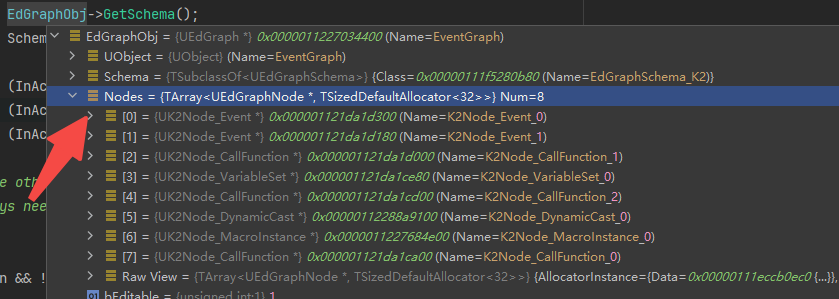 EdGraphObj->GetSchema();
Schem
EdGraphObj = {UEdGraph *} 0x0000011227034400 (Name=EventGraph)
UObject = {UObject} (Name=EventGraph)
Schema = {TSubclassOf<UEdGraphSchema>} {Class=0x00000111f5280b80 (Name=EdGraphSchema_K2)}
(InAc
Nodes = {TArray<UEdGraphNode *, TSizedDefaultAllocator<32>>} Num=8
(InAc
[0] = {UK2Node_Event *} 0x000001121da1d300 (Name=K2Node_Event_0)
(InAc
[1] = {UK2Node_Event *} 0x000001121da1d180 (Name=K2Node_Event_1)
[2] = {UK2Node_CallFunction *} 0x000001121da1d000 (Name=K2Node_CallFunction_1)
e oth
[3] = {UK2Node_VariableSet *} 0x000001121da1ce80 (Name=K2Node_VariableSet_0)
ys nee
[4] = {UK2Node_CallFunction *} 0x000001121da1cd00 (Name=K2Node_CallFunction_2)
[5] = {UK2Node_DynamicCast *} 0x00000112288a9100 (Name=K2Node_DynamicCast_0)
[6] = {UK2Node_MacroInstance *} 0x0000011227684e00 (Name=K2Node_MacroInstance_0)
n && !
[7] = {UK2Node_CallFunction *} 0x000001121da1ca00 (Name=K2Node_CallFunction_0)
Raw View = {TArray<UEdGraphNode *, TSizedDefaultAllocator<32>>} {AllocatorInstance={Data=0x00000111eccb0ec0 {...}},
01 bEditable = {unsigned int:1} 1